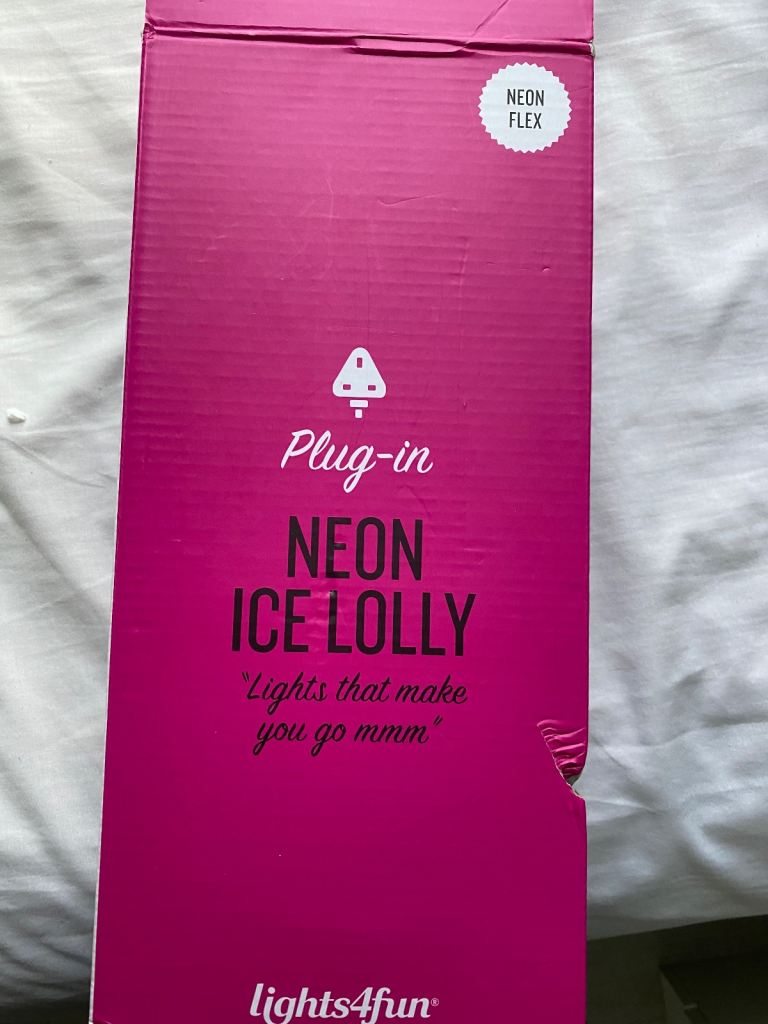 NEON
FLEX
Plug-in
NEON
ICE LOLLY
"Lights that make
you go mmm"
lights4fun®